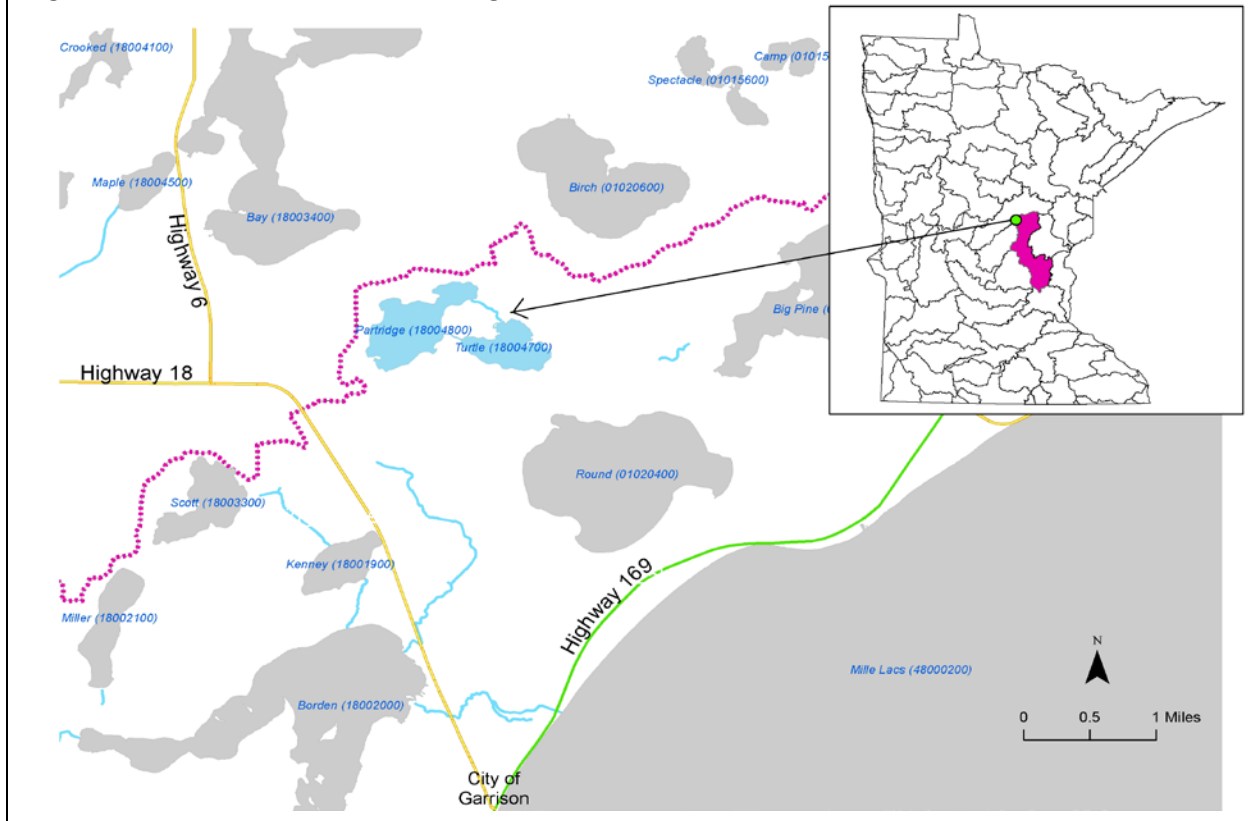 Crooked (18004100)
Camp (01015
Spectacle (01015600)
Maple (18004500)
Birch (01020600)
Bay (18003400)
Highway 6
Big Pine (
Partridge (18004800)
Turtle (18004700)
Highway 18
Round (01020400)
Scott (18003300)
Kenney (18001900)
Highway 169
Miller (18002100)
Mille Lacs (48000200)
N
Borden (18002000)
0 0.5 1 Miles
City of
Garrison